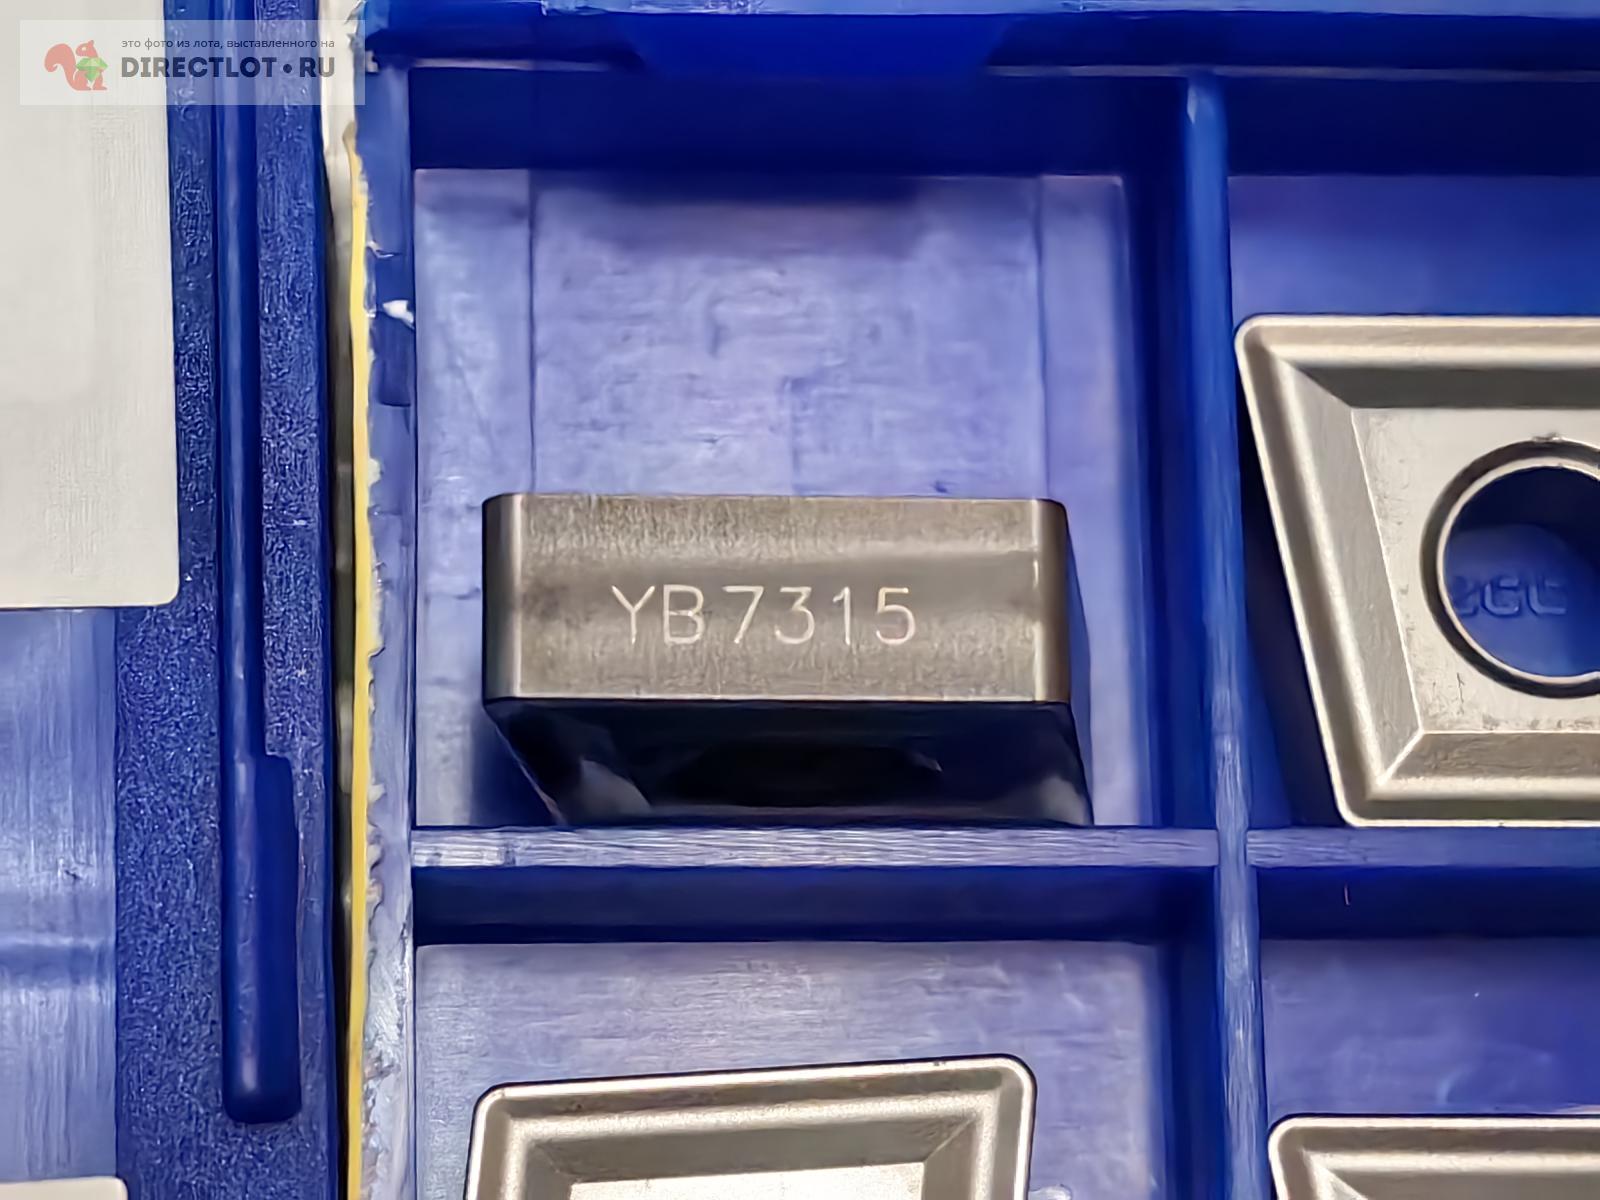 это фото из лота, выставленного на
DIRECTLOT•RU
YB7315